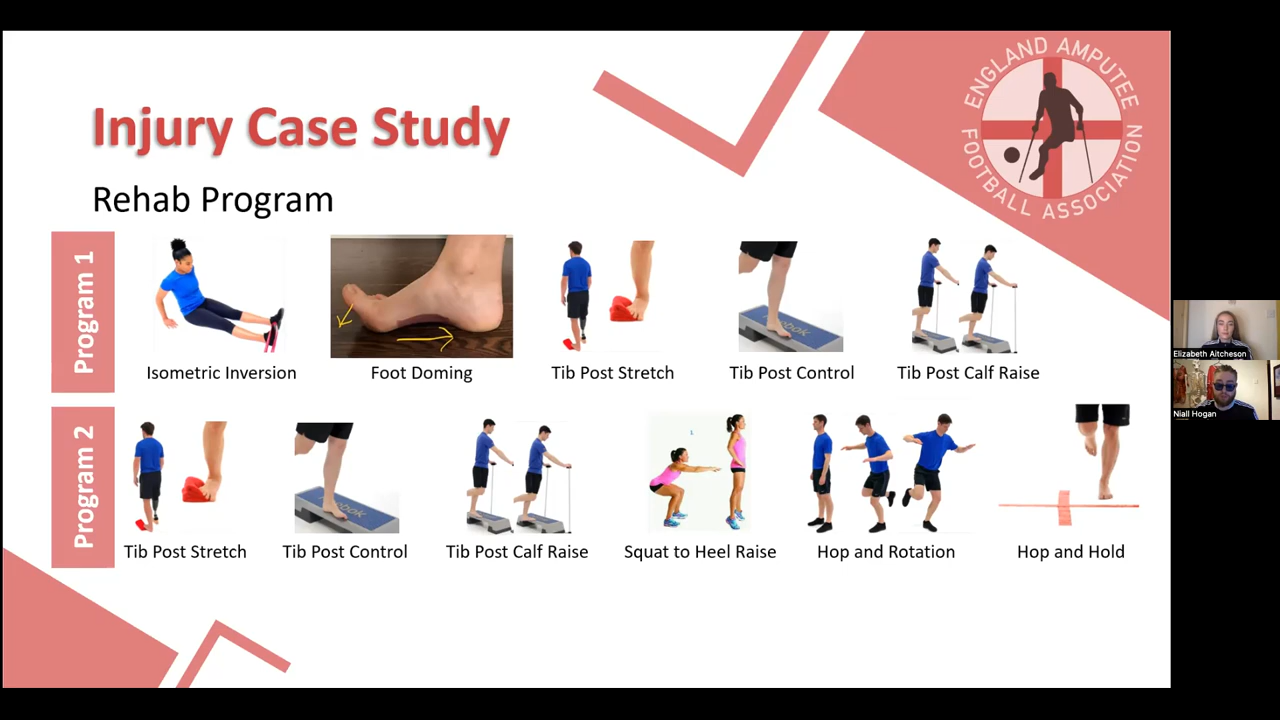 Injury Case Study
ENGLAND AMPUTEE
FOOTBALL ASSOCIATION
Rehab Program
Program 1
Isometric Inversion
Foot Doming
Tib Post Stretch
Tib Post Control
Tib Post Calf Raise
Elizabeth Aitcheson
Niall Hogan
Program 2
Tib Post Stretch
Tib Post Control
Tib Post Calf Raise
Squat to Heel Raise
Hop and Rotation
Hop and Hold